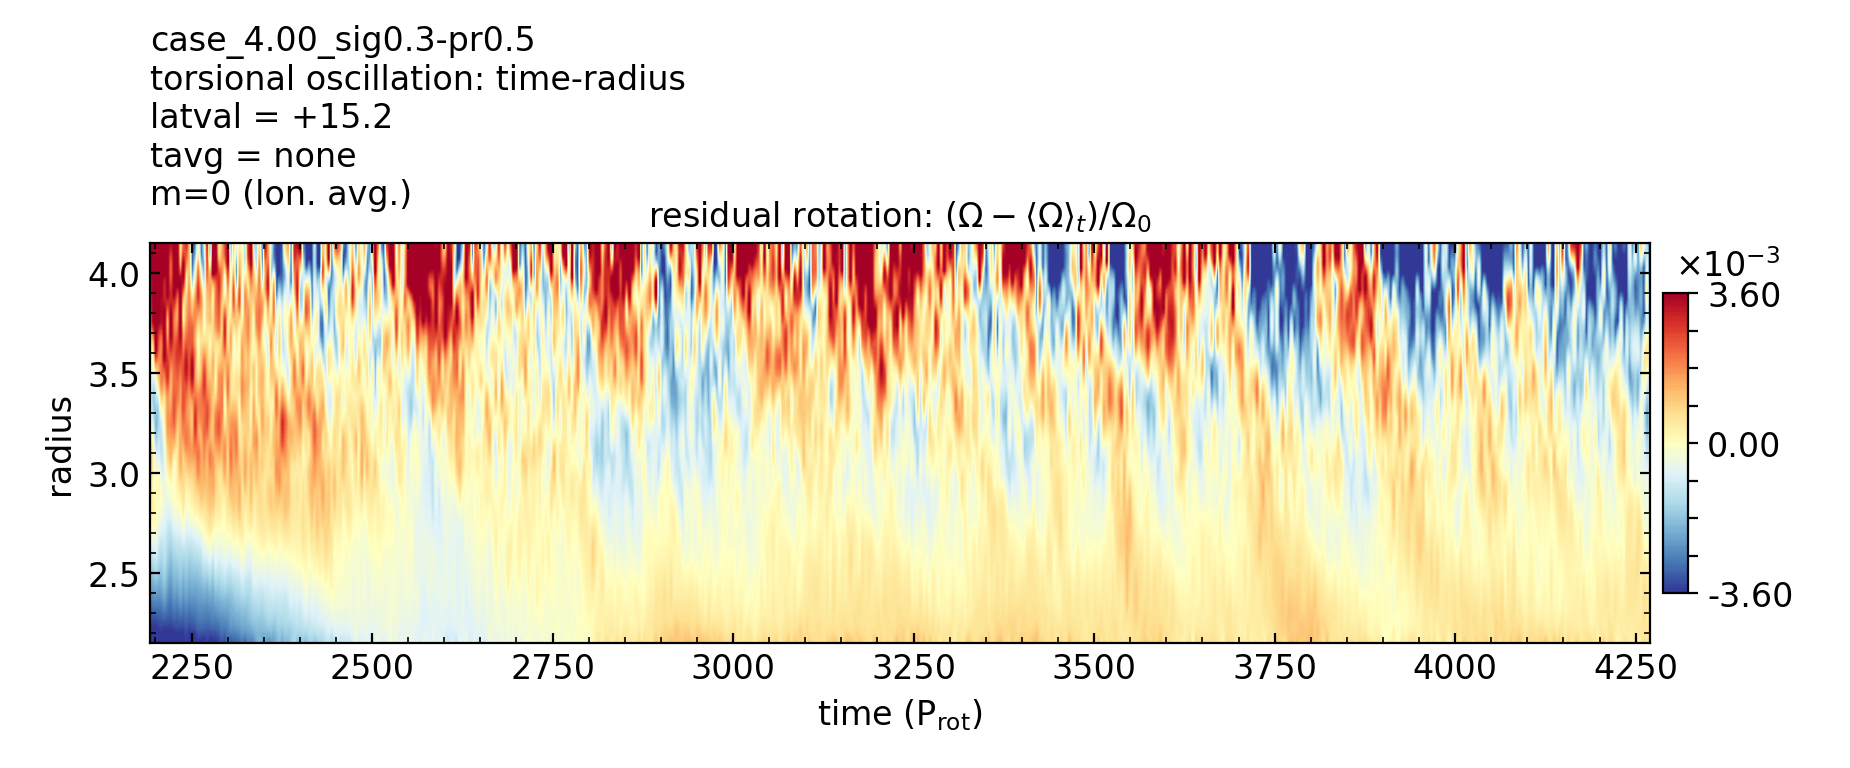 case_4.00_sig0.3-pr0.5
torsional oscillation: time-radius
latval = +15.2
tavg = none
m=0 (lon. avg.)
residual rotation: (Ω − ⟨Ω⟩ₜ)/Ω₀
×10⁻³
4.0
3.5
3.0
2.5
radius
3.60
0.00
-3.60
2250 2500 2750 3000 3250 3500 3750 4000 4250
time (P_rot)